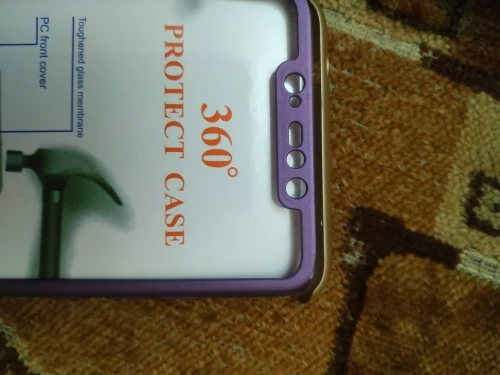 360°
PROTECT CASE
Toughened glass membrane
PC front cover